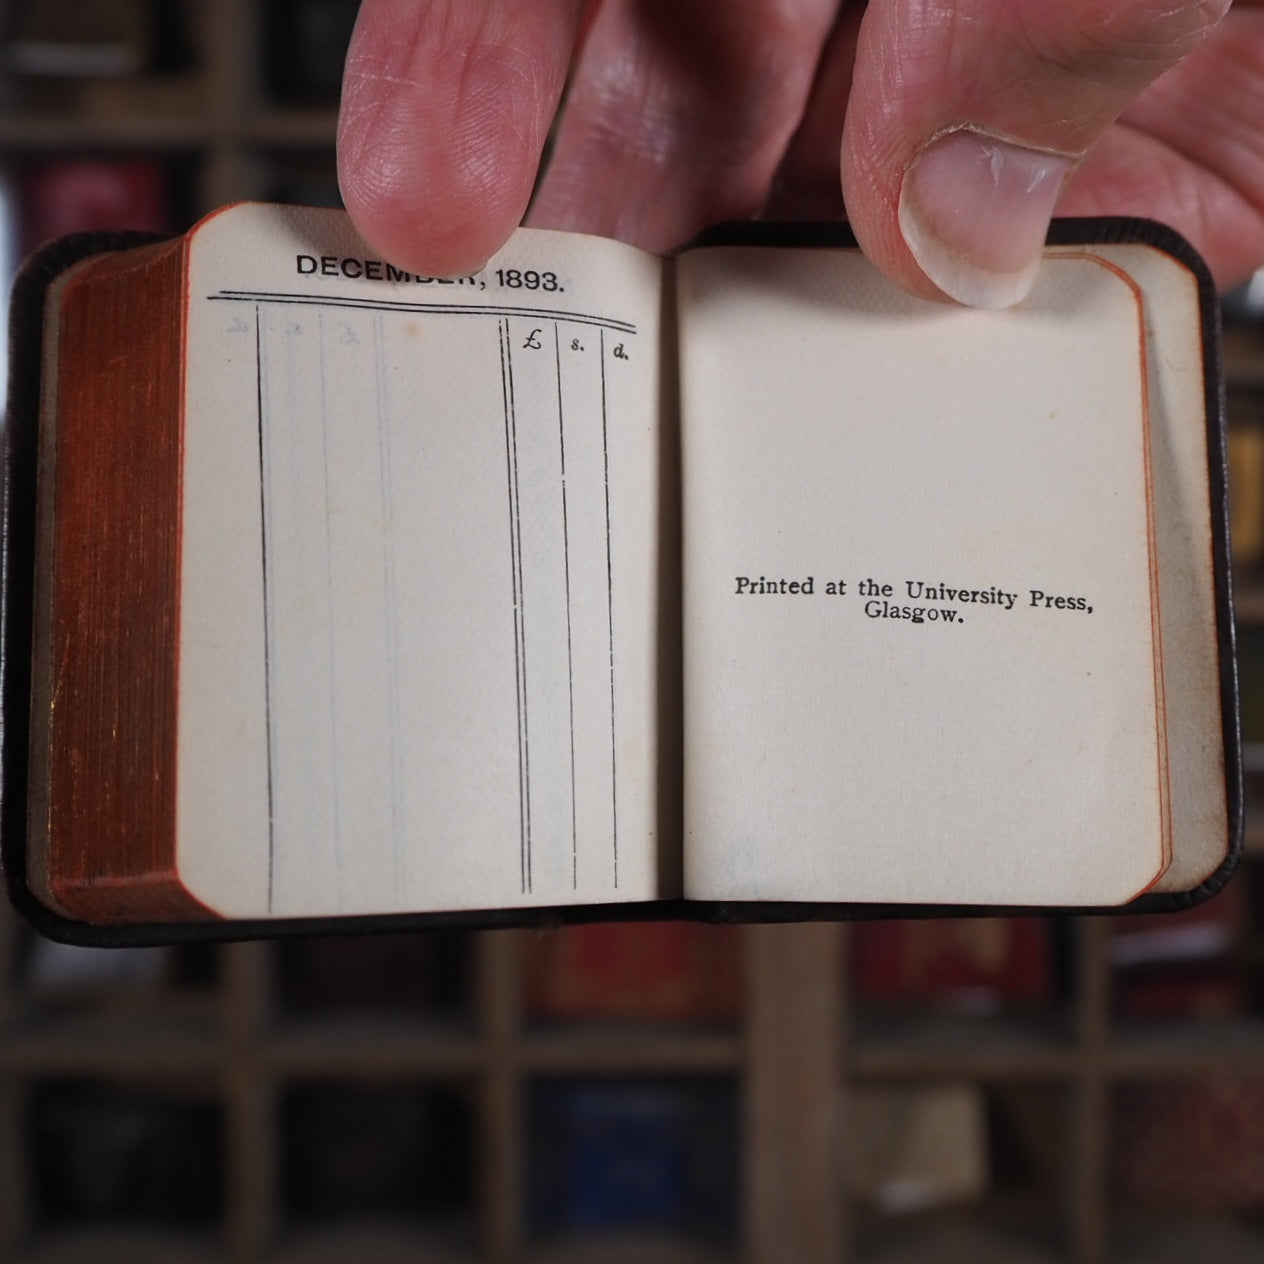 DECEMBER, 1893.
£ s. d.
Printed at the University Press,
Glasgow.